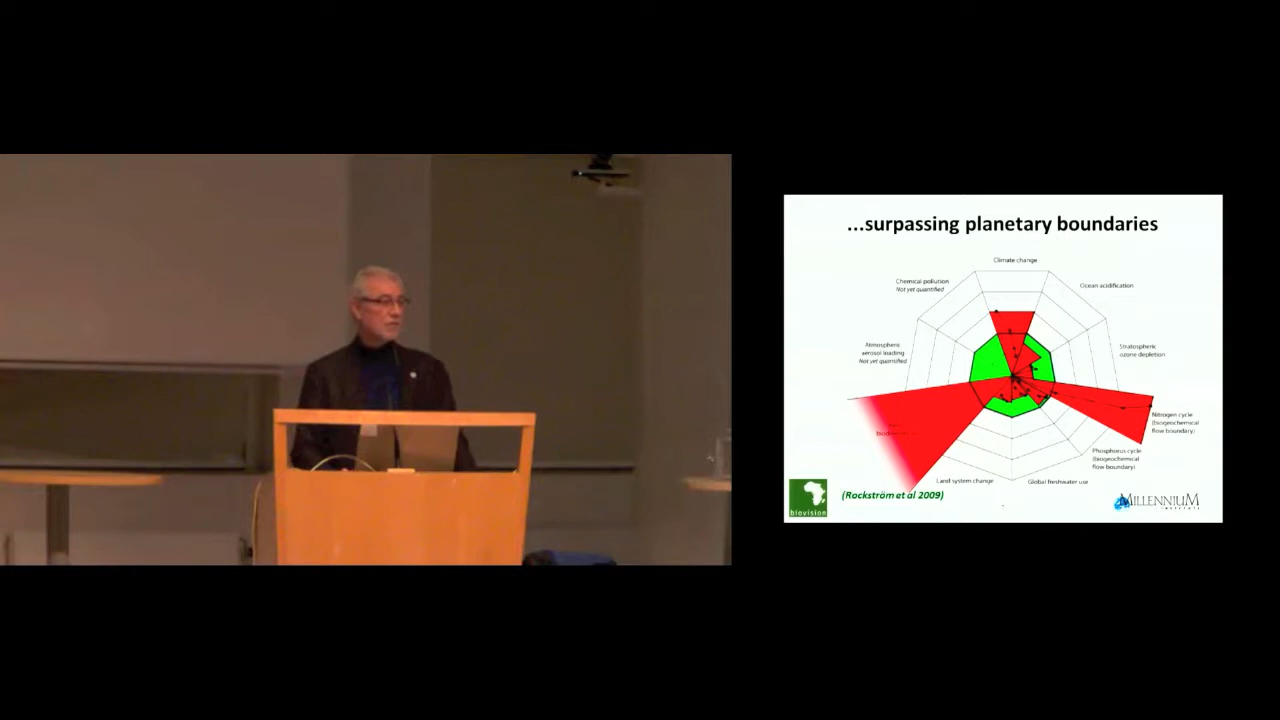 ...surpassing planetary boundaries
Climate change
Chemical pollution
Not yet quantified
Ocean acidification
Atmospheric
aerosol loading
Not yet quantified
Stratospheric
ozone depletion
Nitrogen cycle
(biogeochemical
flow boundary)
Phosphorus cycle
(biogeochemical
flow boundary)
Land system change
Global freshwater use
(Rockström et al 2009)
biovision
MILLENNIUM